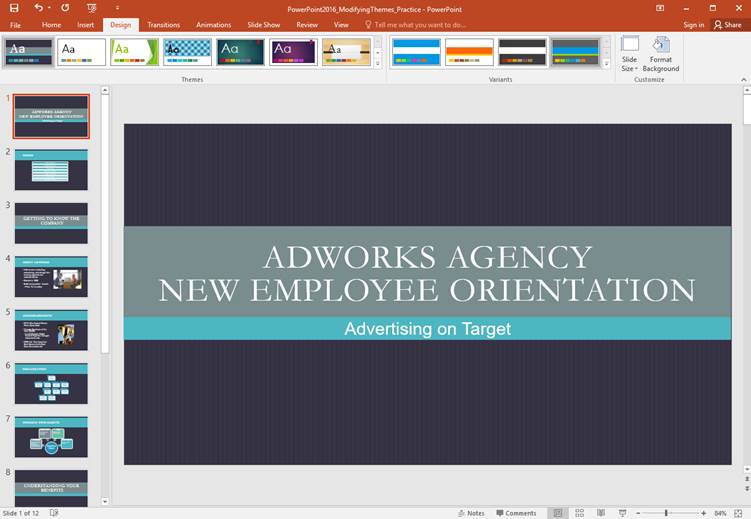 PowerPoint2016_ModifyingThemes_Practice - PowerPoint
File Home Insert Design Transitions Animations Slide Show Review View Tell me what you want to do... Sign in Share
Aa Aa Aa Aa Aa Aa Aa
Slide Size
Format Background
Themes Variants Customize
1
ADWORKS AGENCY
NEW EMPLOYEE ORIENTATION
2
3
GETTING TO KNOW THE
COMPANY
4
5
6
7
8
UNDERSTANDING YOUR
BENEFITS
ADWORKS AGENCY
NEW EMPLOYEE ORIENTATION
Advertising on Target
Slide 1 of 12 Notes Comments 84%